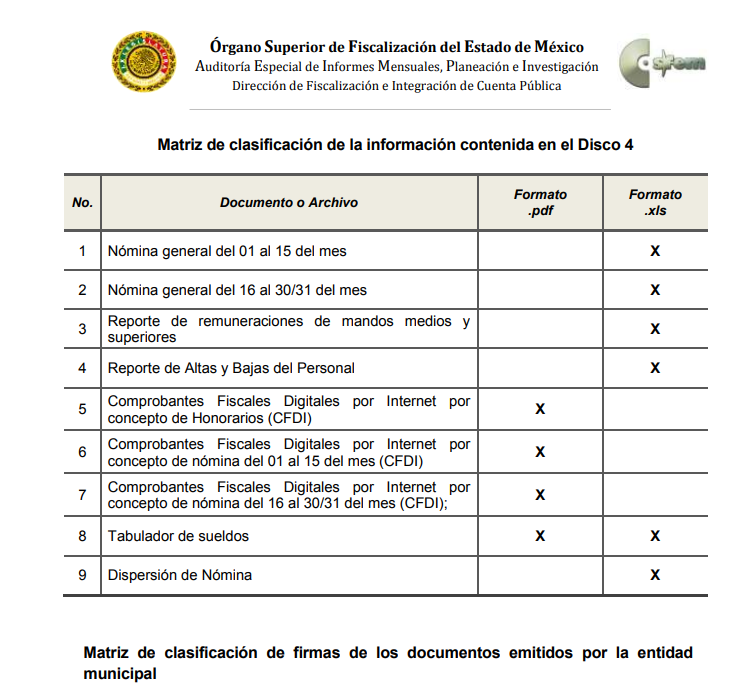 Órgano Superior de Fiscalización del Estado de México
Auditoría Especial de Informes Mensuales, Planeación e Investigación
Dirección de Fiscalización e Integración de Cuenta Pública
osfem
Matriz de clasificación de la información contenida en el Disco 4
No. Documento o Archivo Formato .pdf Formato .xls
1 Nómina general del 01 al 15 del mes X
2 Nómina general del 16 al 30/31 del mes X
3 Reporte de remuneraciones de mandos medios y
superiores X
4 Reporte de Altas y Bajas del Personal X
5 Comprobantes Fiscales Digitales por Internet por
concepto de Honorarios (CFDI) X
6 Comprobantes Fiscales Digitales por Internet por
concepto de nómina del 01 al 15 del mes (CFDI) X
7 Comprobantes Fiscales Digitales por Internet por
concepto de nómina del 16 al 30/31 del mes (CFDI); X
8 Tabulador de sueldos X X
9 Dispersión de Nómina X
Matriz de clasificación de firmas de los documentos emitidos por la entidad
municipal